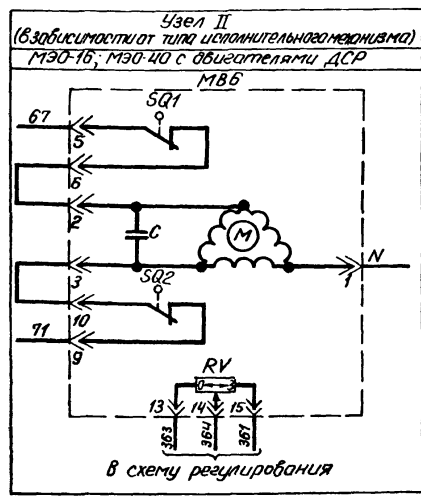 Узел II
(в зависимости от типа исполнительного механизма)
МЭО-16; МЭО-40 с двигателями ДСР
МВ6
SQ1
67
5
6
2
С
М
N
3
1
SQ2
10
71
9
RV
О З
13 14 15
363 364 361
В схему регулирования